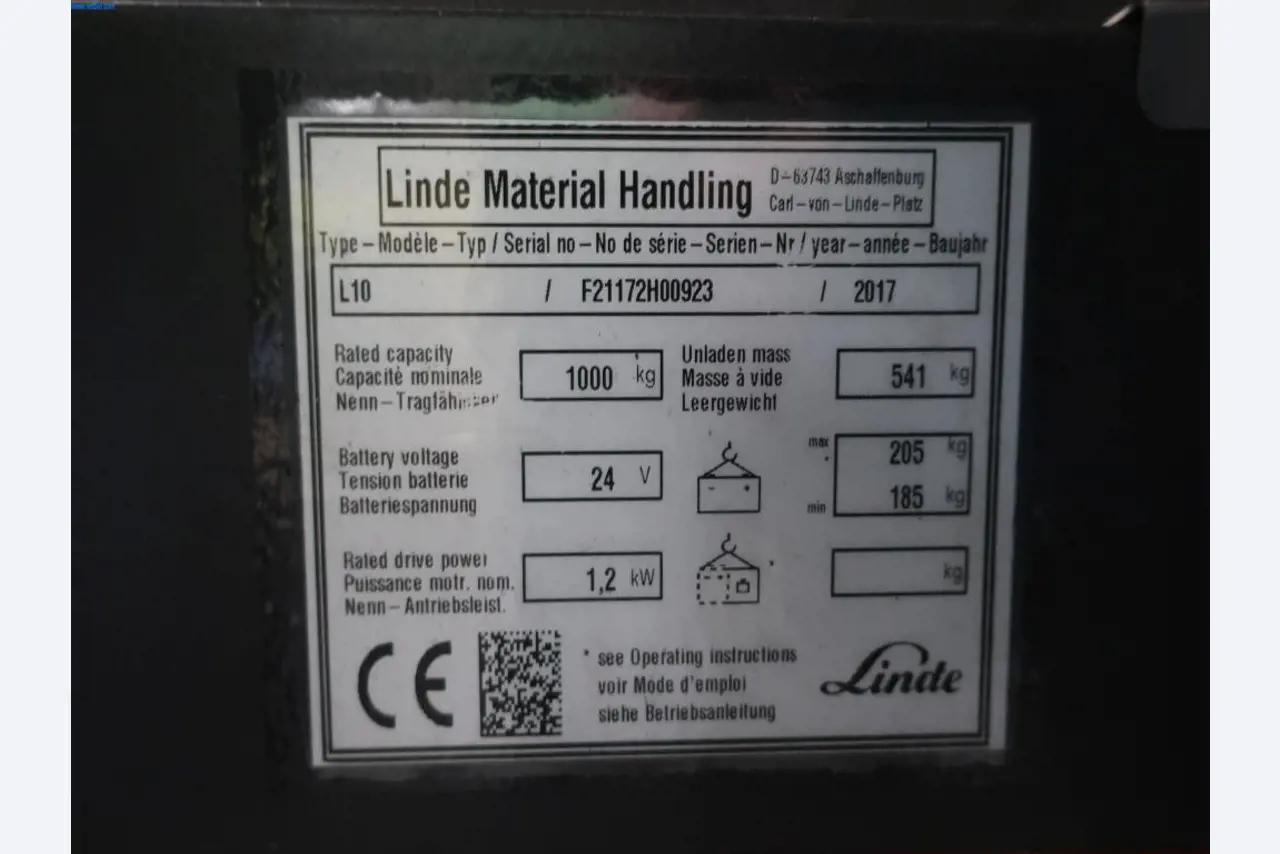 Linde Material Handling
D-63743 Aschaffenburg
Carl-von-Linde-Platz
Type-Modèle-Typ / Serial no-No de série-Serien-Nr / year-année-Baujahr
L10 / F21172H00923 / 2017
Rated capacity
Capacité nominale
1000 kg
Unladen mass
Masse à vide
Leergewicht
541 kg
Battery voltage
Tension batterie
Batteriespannung
24 V
max
*
205 kg
min
185 kg
Rated drive power
Puissance motr. nom.
Nenn-Antriebsleist.
1,2 kW
*
kg
CE
* see Operating instructions
voir Mode d'emploi
siehe Betriebsanleitung
Linde